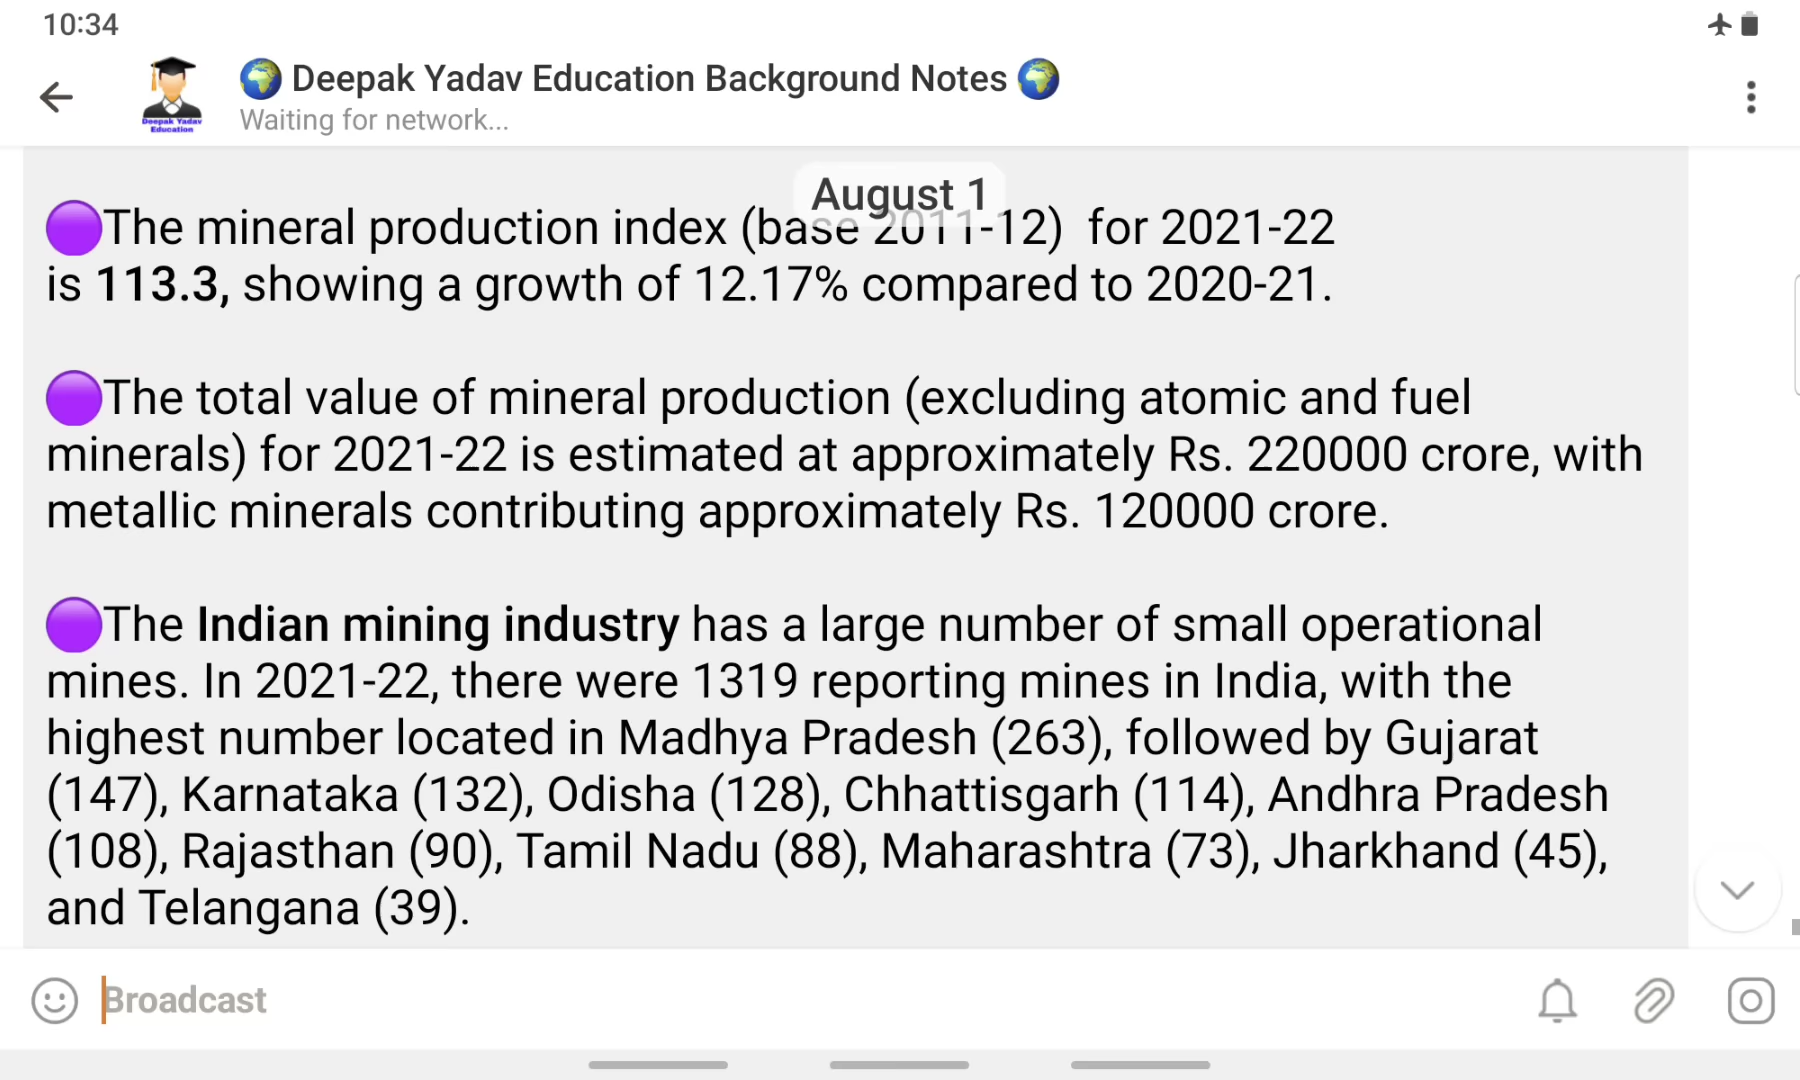 10:34
Deepak Yadav Education Background Notes
Deepak Yadav
Education
Waiting for network...
August 1
The mineral production index (base 2011-12) for 2021-22
is 113.3, showing a growth of 12.17% compared to 2020-21.
The total value of mineral production (excluding atomic and fuel
minerals) for 2021-22 is estimated at approximately Rs. 220000 crore, with
metallic minerals contributing approximately Rs. 120000 crore.
The Indian mining industry has a large number of small operational
mines. In 2021-22, there were 1319 reporting mines in India, with the
highest number located in Madhya Pradesh (263), followed by Gujarat
(147), Karnataka (132), Odisha (128), Chhattisgarh (114), Andhra Pradesh
(108), Rajasthan (90), Tamil Nadu (88), Maharashtra (73), Jharkhand (45),
and Telangana (39).
Broadcast